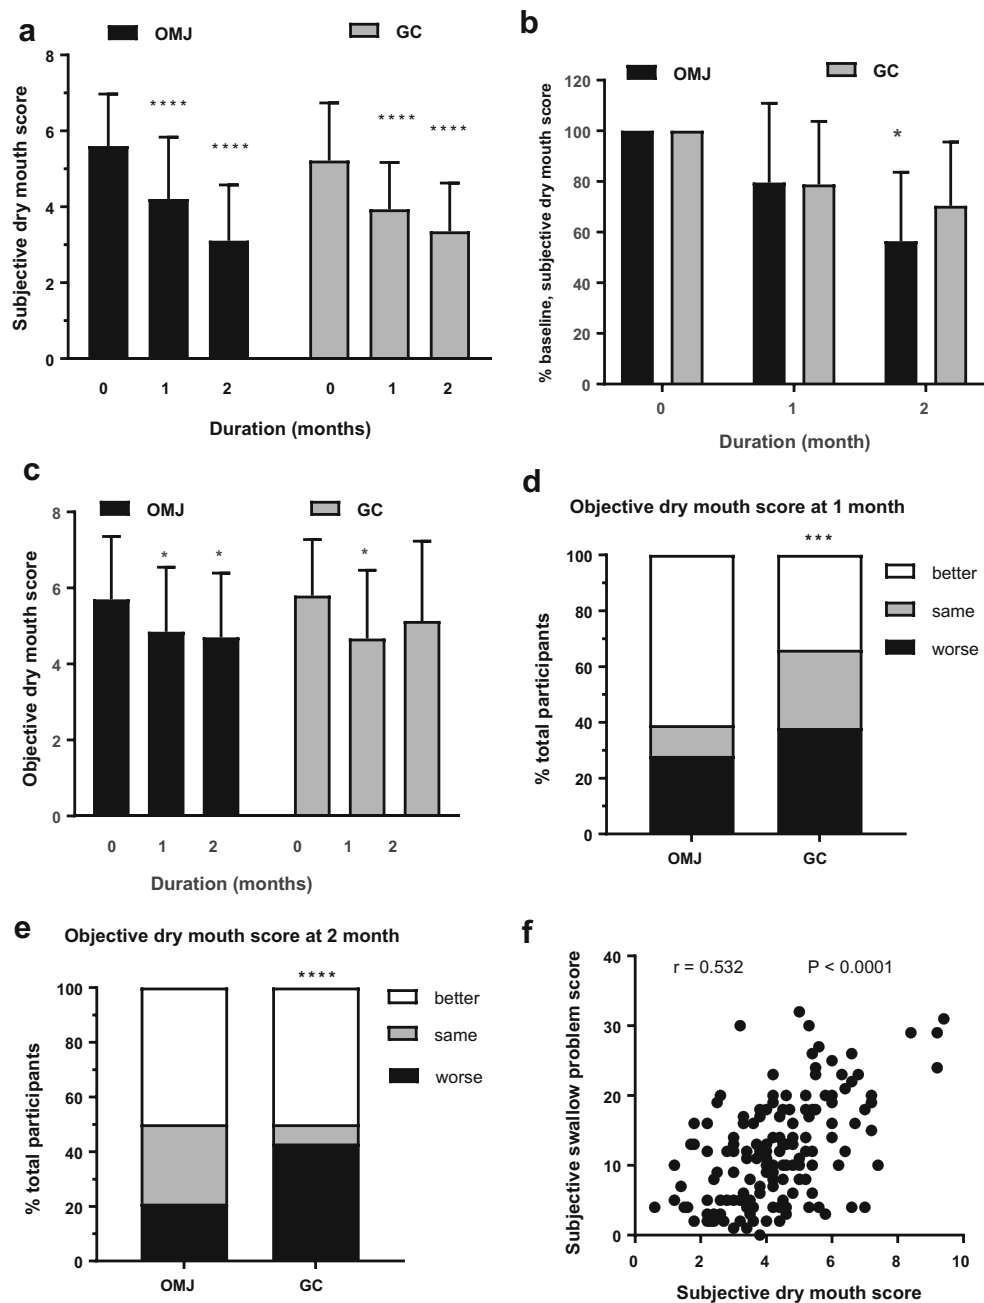 a
OMJ
GC
Subjective dry mouth score
8
6
4
2
0
****
****
****
****
0 1 2 0 1 2
Duration (months)
b
OMJ
GC
% baseline, subjective dry mouth score
120
100
80
60
40
20
0
*
0 1 2
Duration (month)
c
OMJ
GC
Objective dry mouth score
8
6
4
2
0
*
*
*
0 1 2 0 1 2
Duration (months)
d
Objective dry mouth score at 1 month
***
% total participants
100
80
60
40
20
0
better
same
worse
OMJ GC
e
Objective dry mouth score at 2 month
****
% total participants
100
80
60
40
20
0
better
same
worse
OMJ GC
f
r = 0.532 P < 0.0001
Subjective swallow problem score
40
30
20
10
0
0 2 4 6 8 10
Subjective dry mouth score